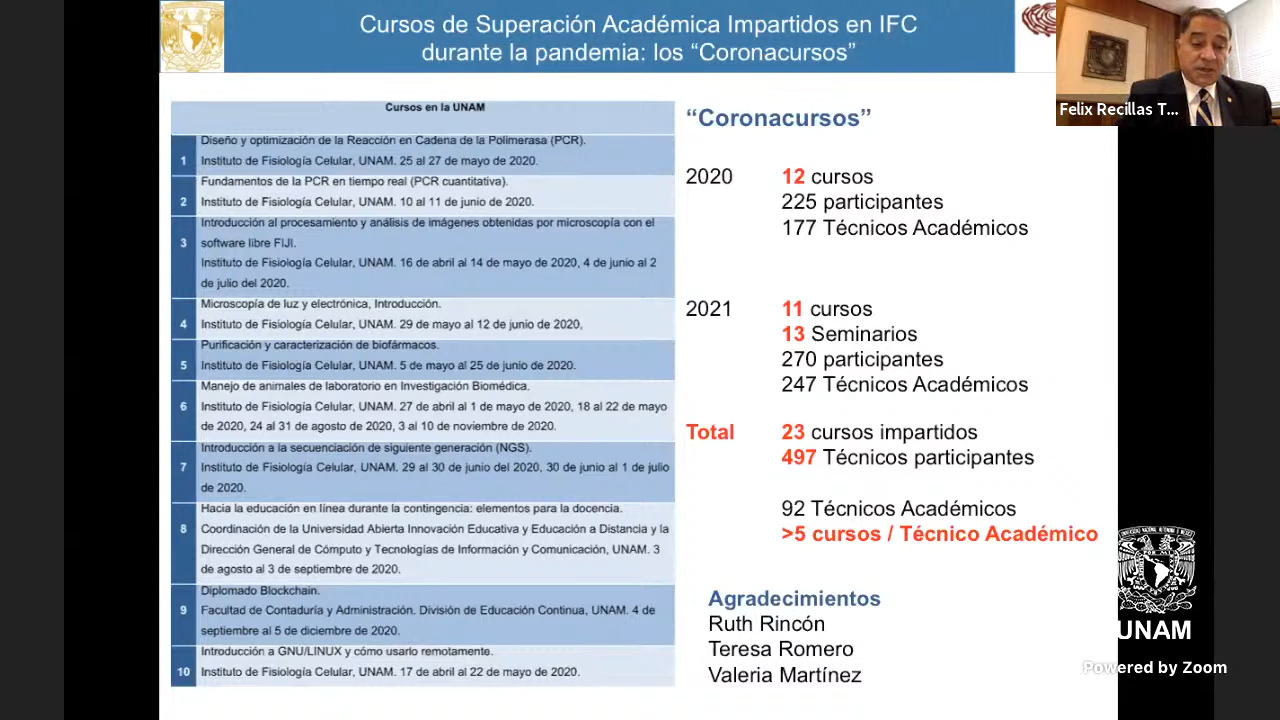 Cursos de Superación Académica Impartidos en IFC
durante la pandemia: los “Coronacursos”
Felix Recillas T...
Cursos en la UNAM
1
Diseño y optimización de la Reacción en Cadena de la Polimerasa (PCR).
Instituto de Fisiología Celular, UNAM. 25 al 27 de mayo de 2020.
2
Fundamentos de la PCR en tiempo real (PCR cuantitativa).
Instituto de Fisiología Celular, UNAM. 10 al 11 de junio de 2020.
3
Introducción al procesamiento y análisis de imágenes obtenidas por microscopía con el
software libre FIJI.
Instituto de Fisiología Celular, UNAM. 16 de abril al 14 de mayo de 2020, 4 de junio al 2
de julio del 2020.
4
Microscopía de luz y electrónica, Introducción.
Instituto de Fisiología Celular, UNAM. 29 de mayo al 12 de junio de 2020,
5
Purificación y caracterización de biofármacos.
Instituto de Fisiología Celular, UNAM. 5 de mayo al 25 de junio de 2020.
6
Manejo de animales de laboratorio en Investigación Biomédica.
Instituto de Fisiología Celular, UNAM. 27 de abril al 1 de mayo de 2020, 18 al 22 de mayo
de 2020, 24 al 31 de agosto de 2020, 3 al 10 de noviembre de 2020.
7
Introducción a la secuenciación de siguiente generación (NGS).
Instituto de Fisiología Celular, UNAM. 29 al 30 de junio del 2020, 30 de junio al 1 de julio
de 2020.
8
Hacia la educación en línea durante la contingencia: elementos para la docencia.
Coordinación de la Universidad Abierta Innovación Educativa y Educación a Distancia y la
Dirección General de Cómputo y Tecnologías de Información y Comunicación, UNAM. 3
de agosto al 3 de septiembre de 2020.
9
Diplomado Blockchain.
Facultad de Contaduría y Administración. División de Educación Continua, UNAM. 4 de
septiembre al 5 de diciembre de 2020.
10
Introducción a GNU/LINUX y cómo usarlo remotamente.
Instituto de Fisiología Celular, UNAM. 17 de abril al 22 de mayo de 2020.
“Coronacursos”
2020 12 cursos
225 participantes
177 Técnicos Académicos
2021 11 cursos
13 Seminarios
270 participantes
247 Técnicos Académicos
Total 23 cursos impartidos
497 Técnicos participantes
92 Técnicos Académicos
>5 cursos / Técnico Académico
Agradecimientos
Ruth Rincón
Teresa Romero
Valeria Martínez
UNAM
Powered by Zoom